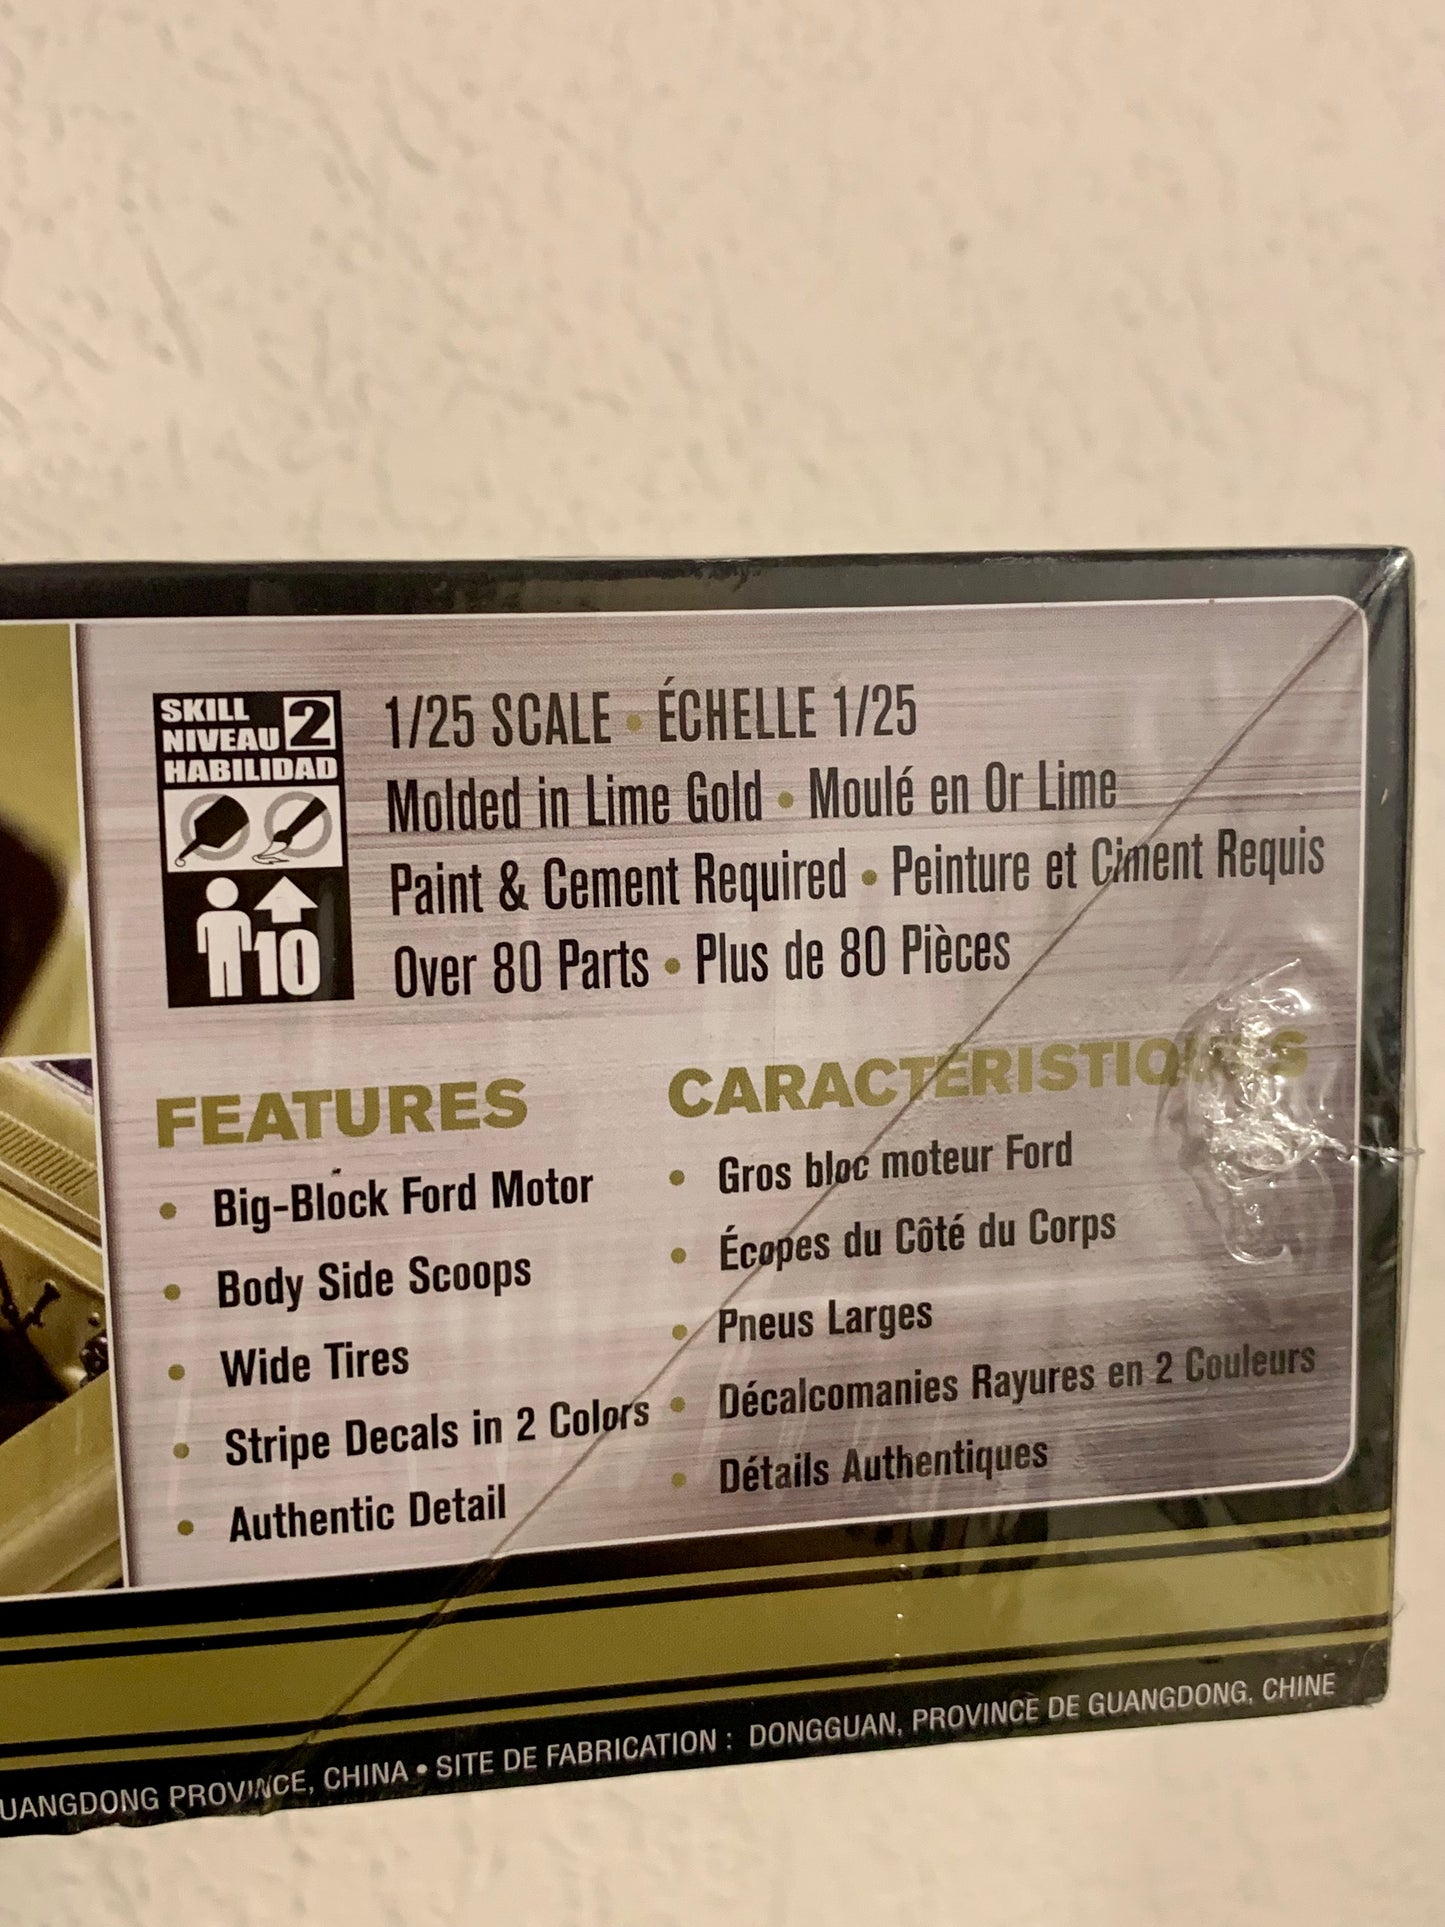 SKILL 2
NIVEAU
HABILIDAD
10
1/25 SCALE • ÉCHELLE 1/25
Molded in Lime Gold • Moulé en Or Lime
Paint & Cement Required • Peinture et Ciment Requis
Over 80 Parts • Plus de 80 Pièces
FEATURES
• Big-Block Ford Motor
• Body Side Scoops
• Wide Tires
• Stripe Decals in 2 Colors
• Authentic Detail
CARACTÉRISTIQUES
• Gros bloc moteur Ford
• Écopes du Côté du Corps
• Pneus Larges
• Décalcomanies Rayures en 2 Couleurs
• Détails Authentiques
UANGDONG PROVINCE, CHINA • SITE DE FABRICATION : DONGGUAN, PROVINCE DE GUANGDONG, CHINE